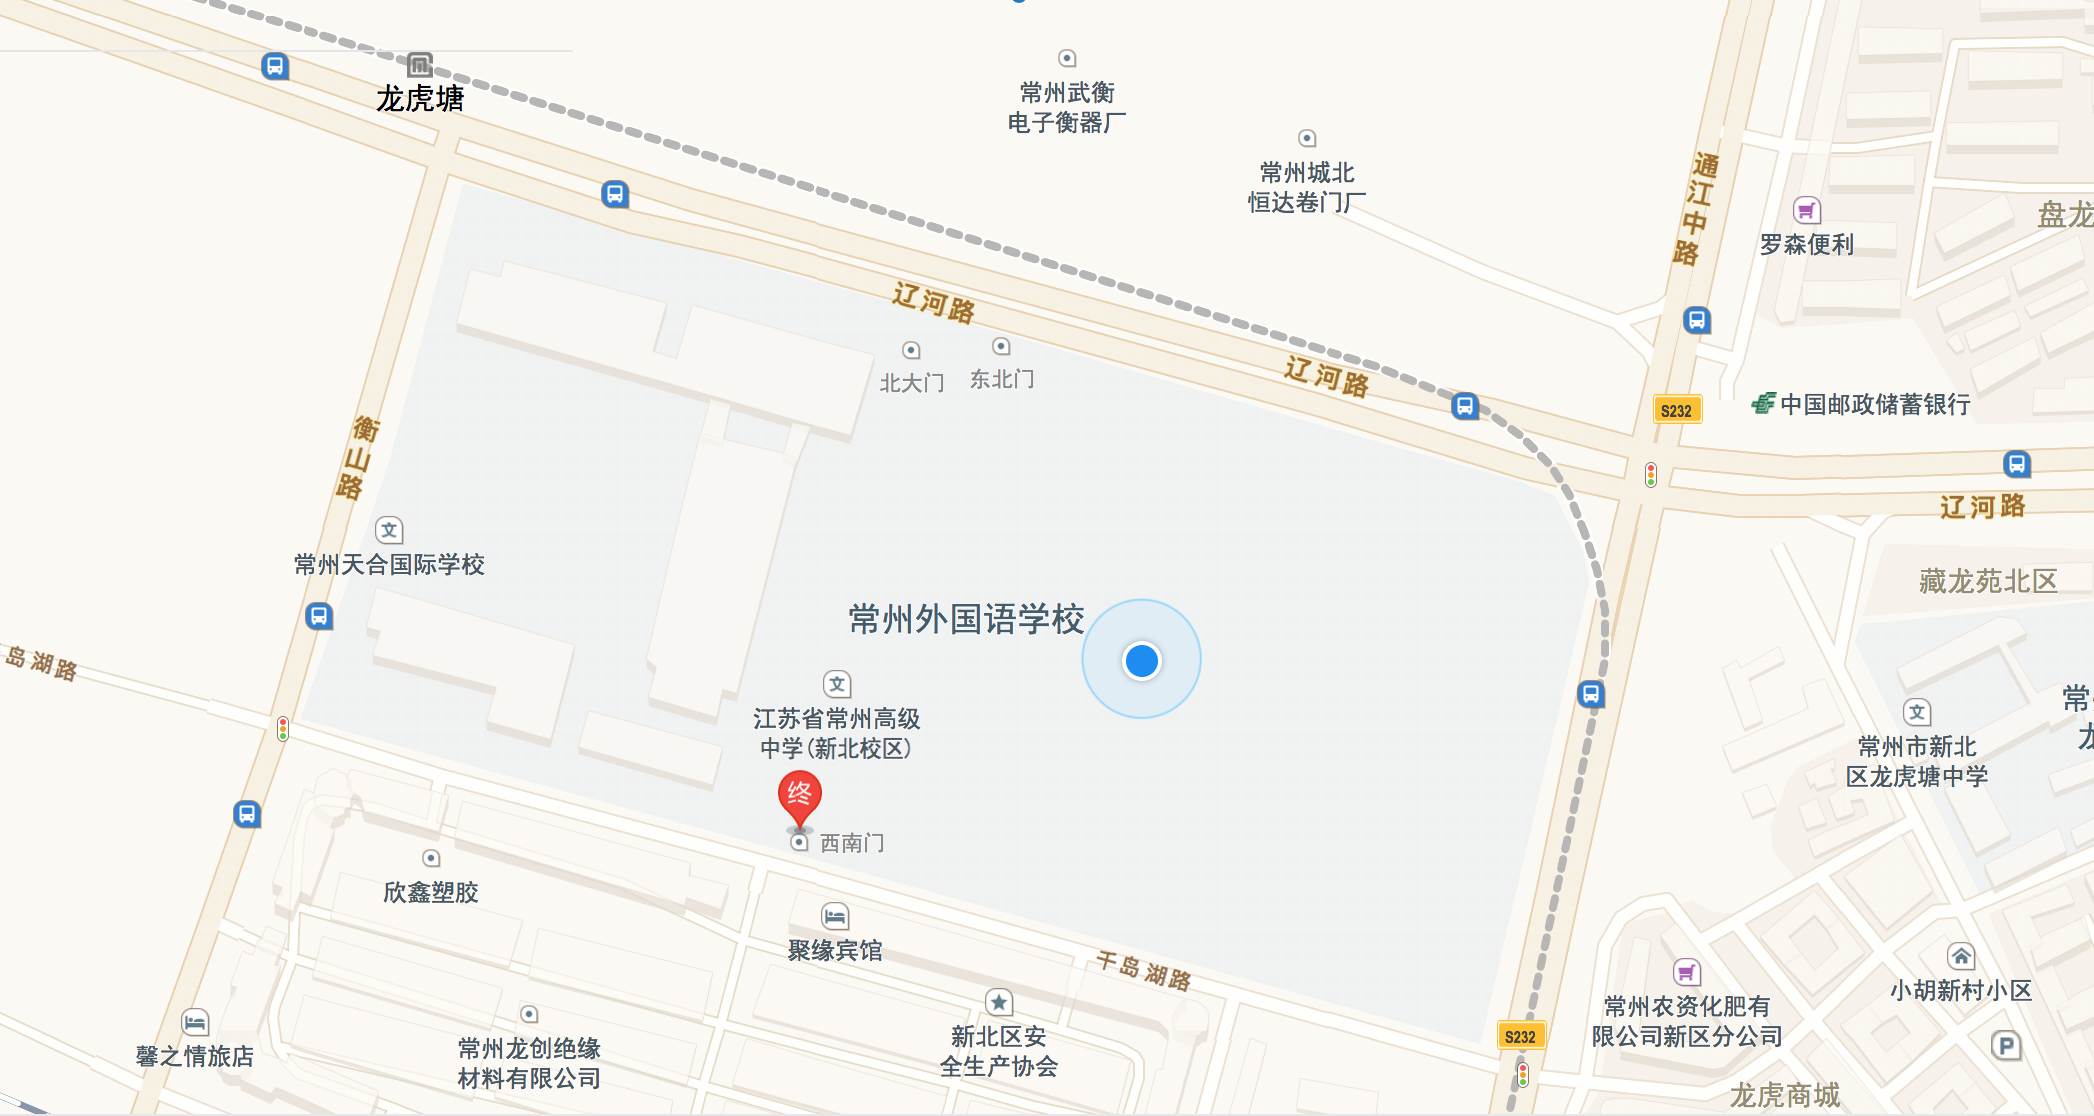 龙虎塘
常州武衡
电子衡器厂
常州城北
恒达卷门厂
通江中路
罗森便利
盘龙
辽河路
北大门
东北门
辽河路
S232
中国邮政储蓄银行
辽河路
衡山路
文
常州天合国际学校
藏龙苑北区
常州外国语学校
岛湖路
文
江苏省常州高级
中学(新北校区)
终
西南门
文
常州市新北
区龙虎塘中学
常
龙
欣鑫塑胶
聚缘宾馆
千岛湖路
新北区安
全生产协会
常州龙创绝缘
材料有限公司
馨之情旅店
S232
常州农资化肥有
限公司新区分公司
小胡新村小区
P
龙虎商城